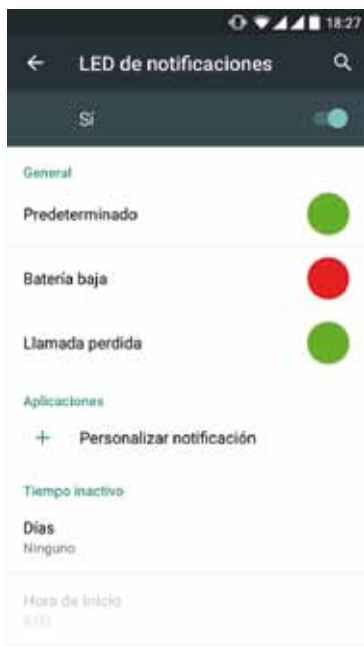 18:27
LED de notificaciones
Sí
General
Predeterminado
Batería baja
Llamada perdida
Aplicaciones
+ Personalizar notificación
Tiempo inactivo
Días
Ninguno
Hora de inicio